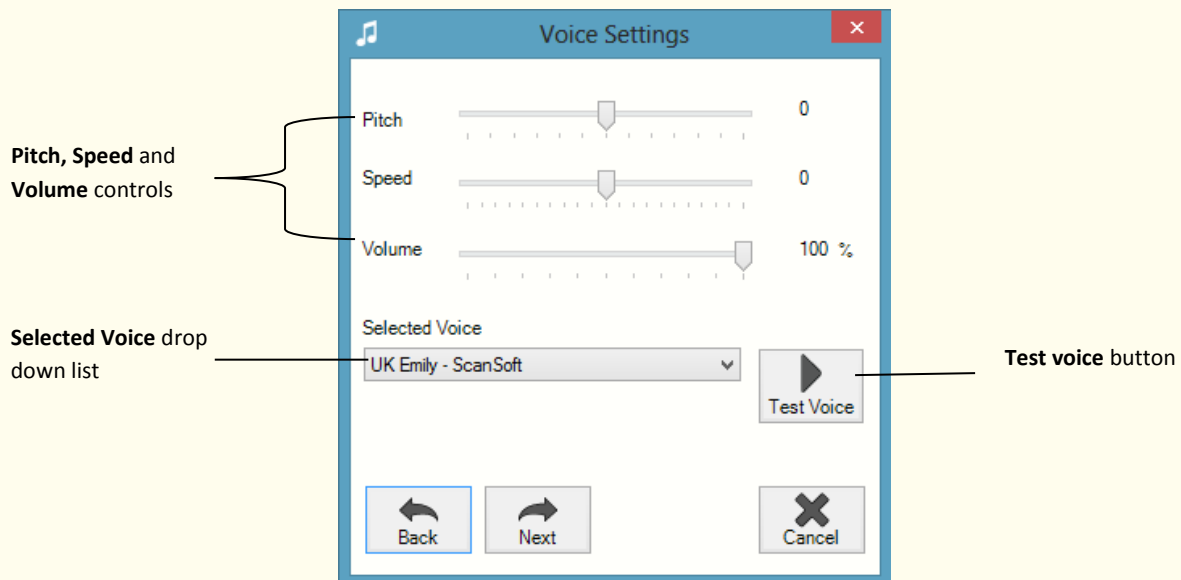 Voice Settings
Pitch
0
Pitch, Speed and
Volume controls
Speed
0
Volume
100 %
Selected Voice drop
down list
Selected Voice
UK Emily - ScanSoft
Test Voice
Test voice button
Back
Next
Cancel